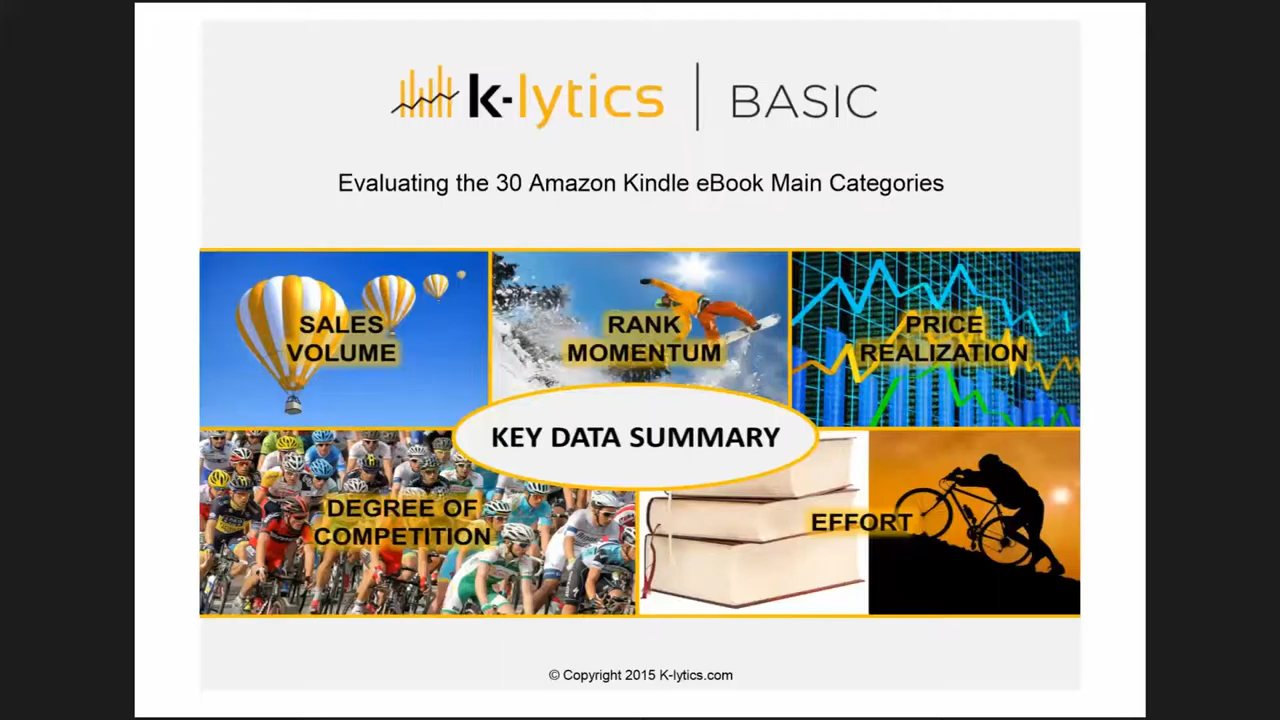 k-lytics | BASIC
Evaluating the 30 Amazon Kindle eBook Main Categories
SALES
VOLUME
RANK
MOMENTUM
PRICE
REALIZATION
KEY DATA SUMMARY
DEGREE OF
COMPETITION
EFFORT
© Copyright 2015 K-lytics.com